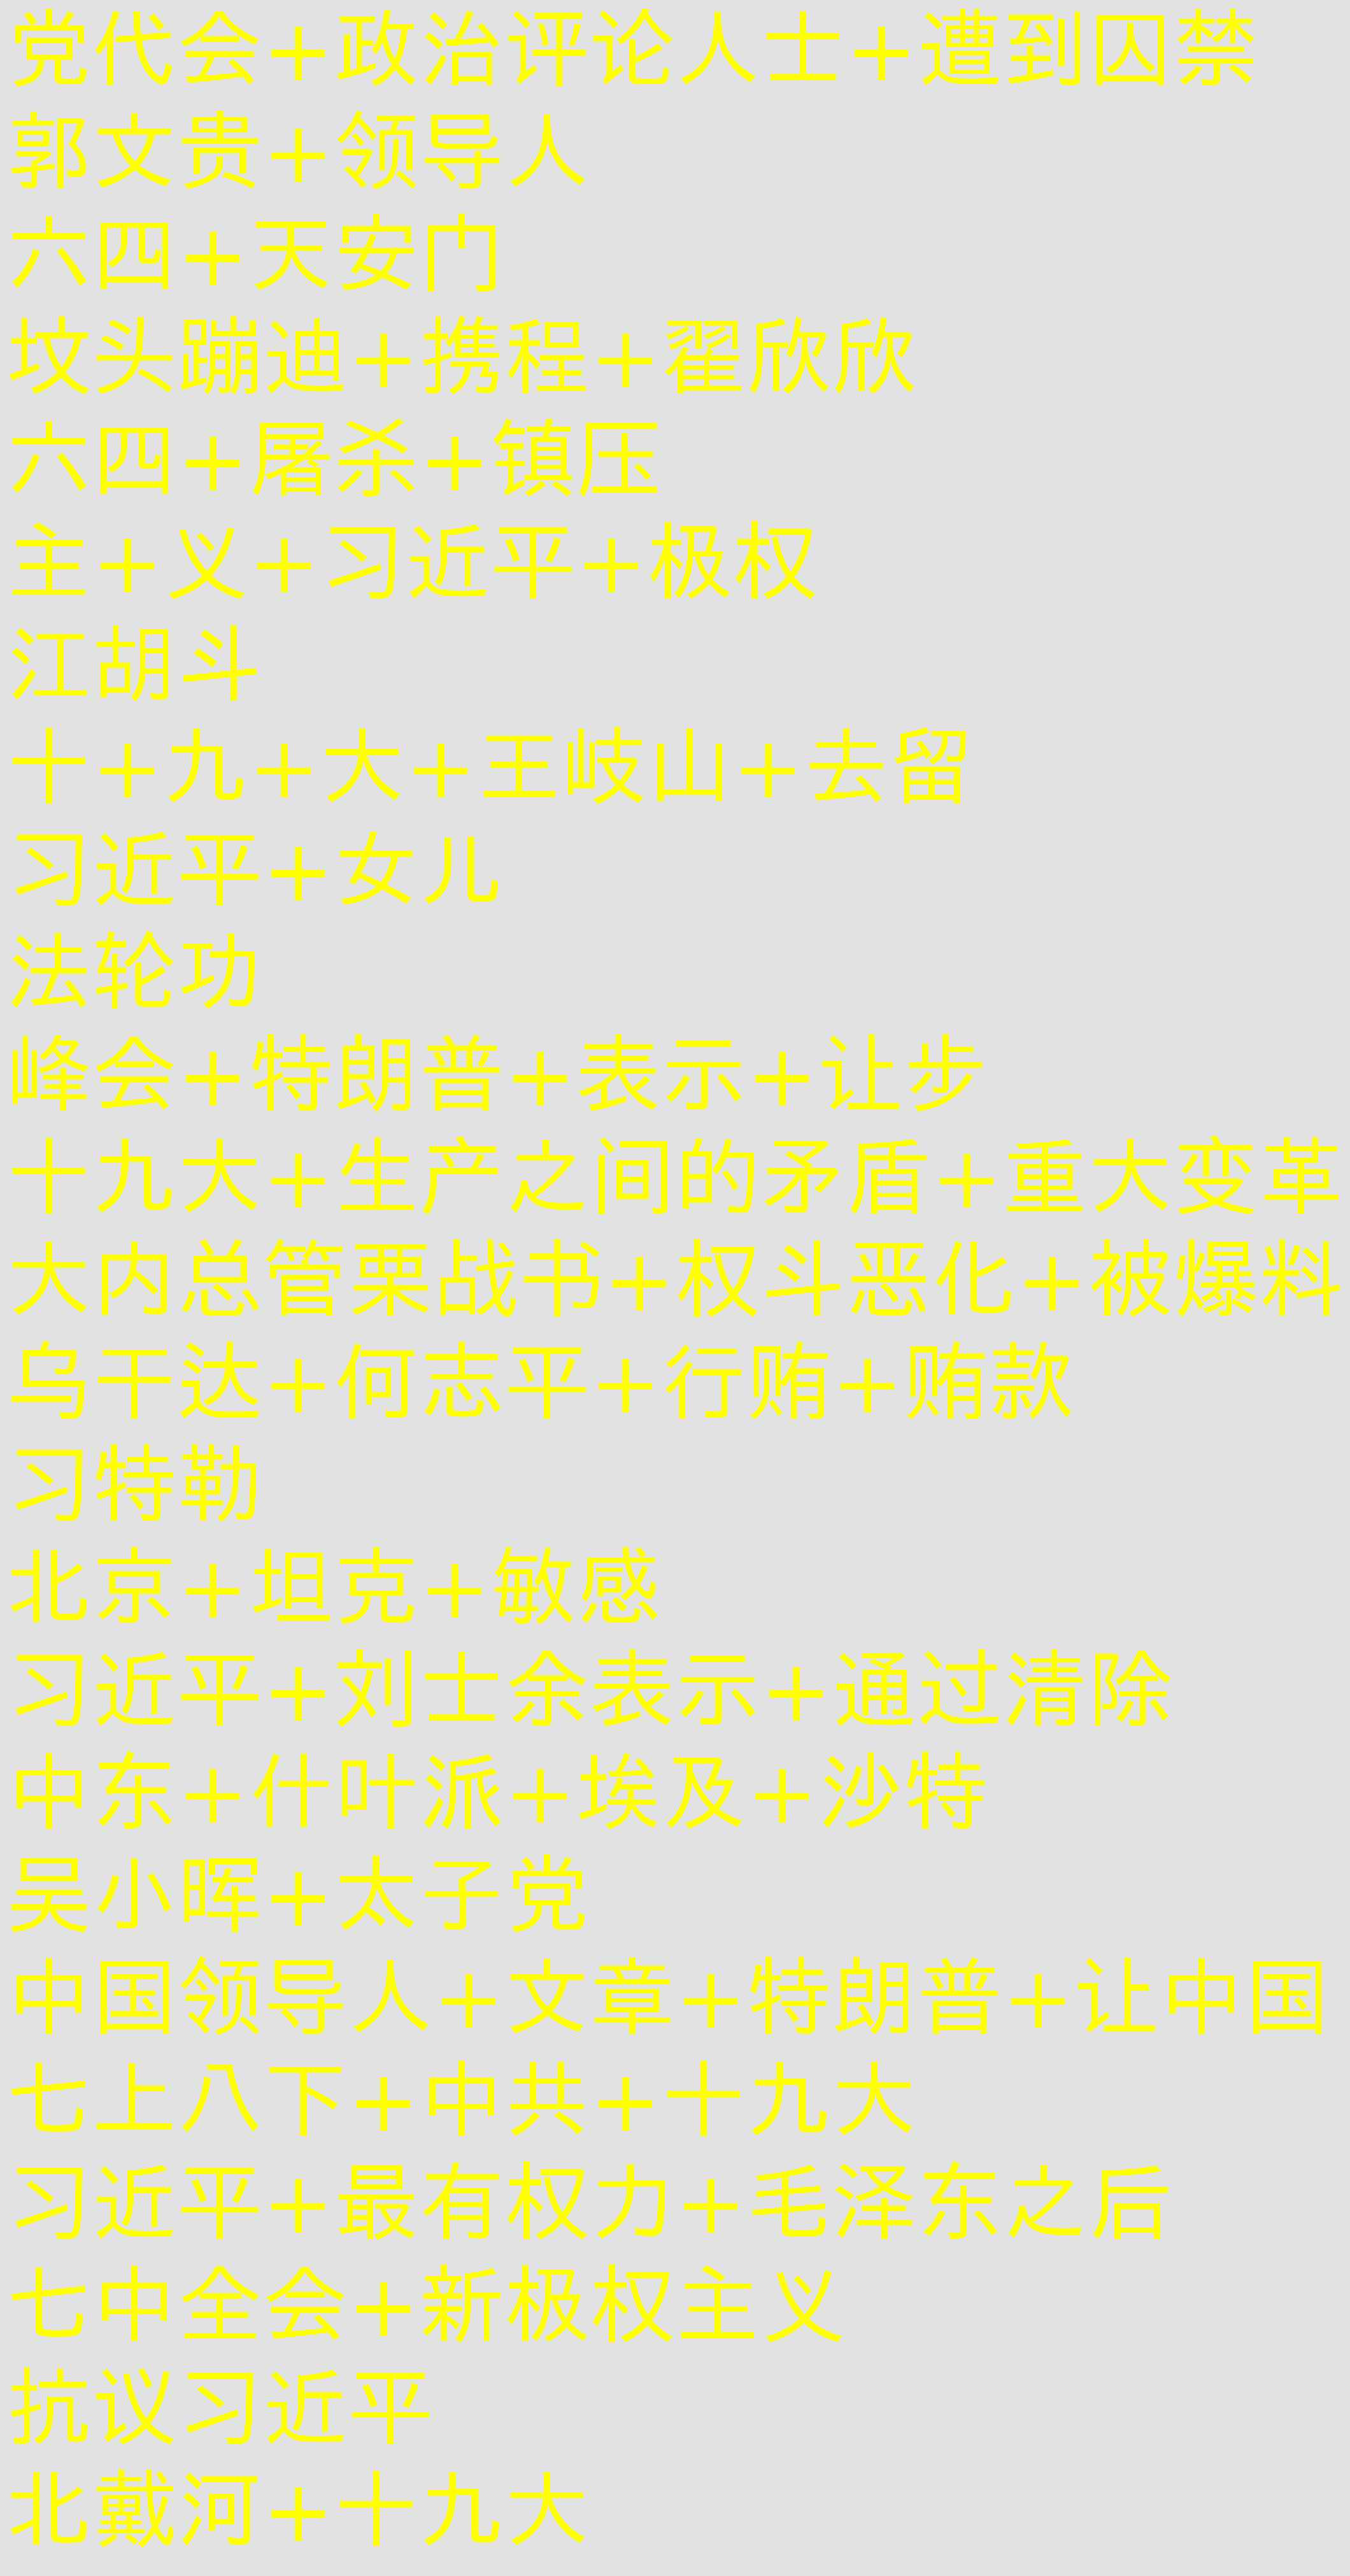 党代会+政治评论人士+遭到囚禁
郭文贵+领导人
六四+天安门
坟头蹦迪+携程+翟欣欣
六四+屠杀+镇压
主+义+习近平+极权
江胡斗
十+九+大+王岐山+去留
习近平+女儿
法轮功
峰会+特朗普+表示+让步
十九大+生产之间的矛盾+重大变革
大内总管栗战书+权斗恶化+被爆料
乌干达+何志平+行贿+贿款
习特勒
北京+坦克+敏感
习近平+刘士余表示+通过清除
中东+什叶派+埃及+沙特
吴小晖+太子党
中国领导人+文章+特朗普+让中国
七上八下+中共+十九大
习近平+最有权力+毛泽东之后
七中全会+新极权主义
抗议习近平
北戴河+十九大